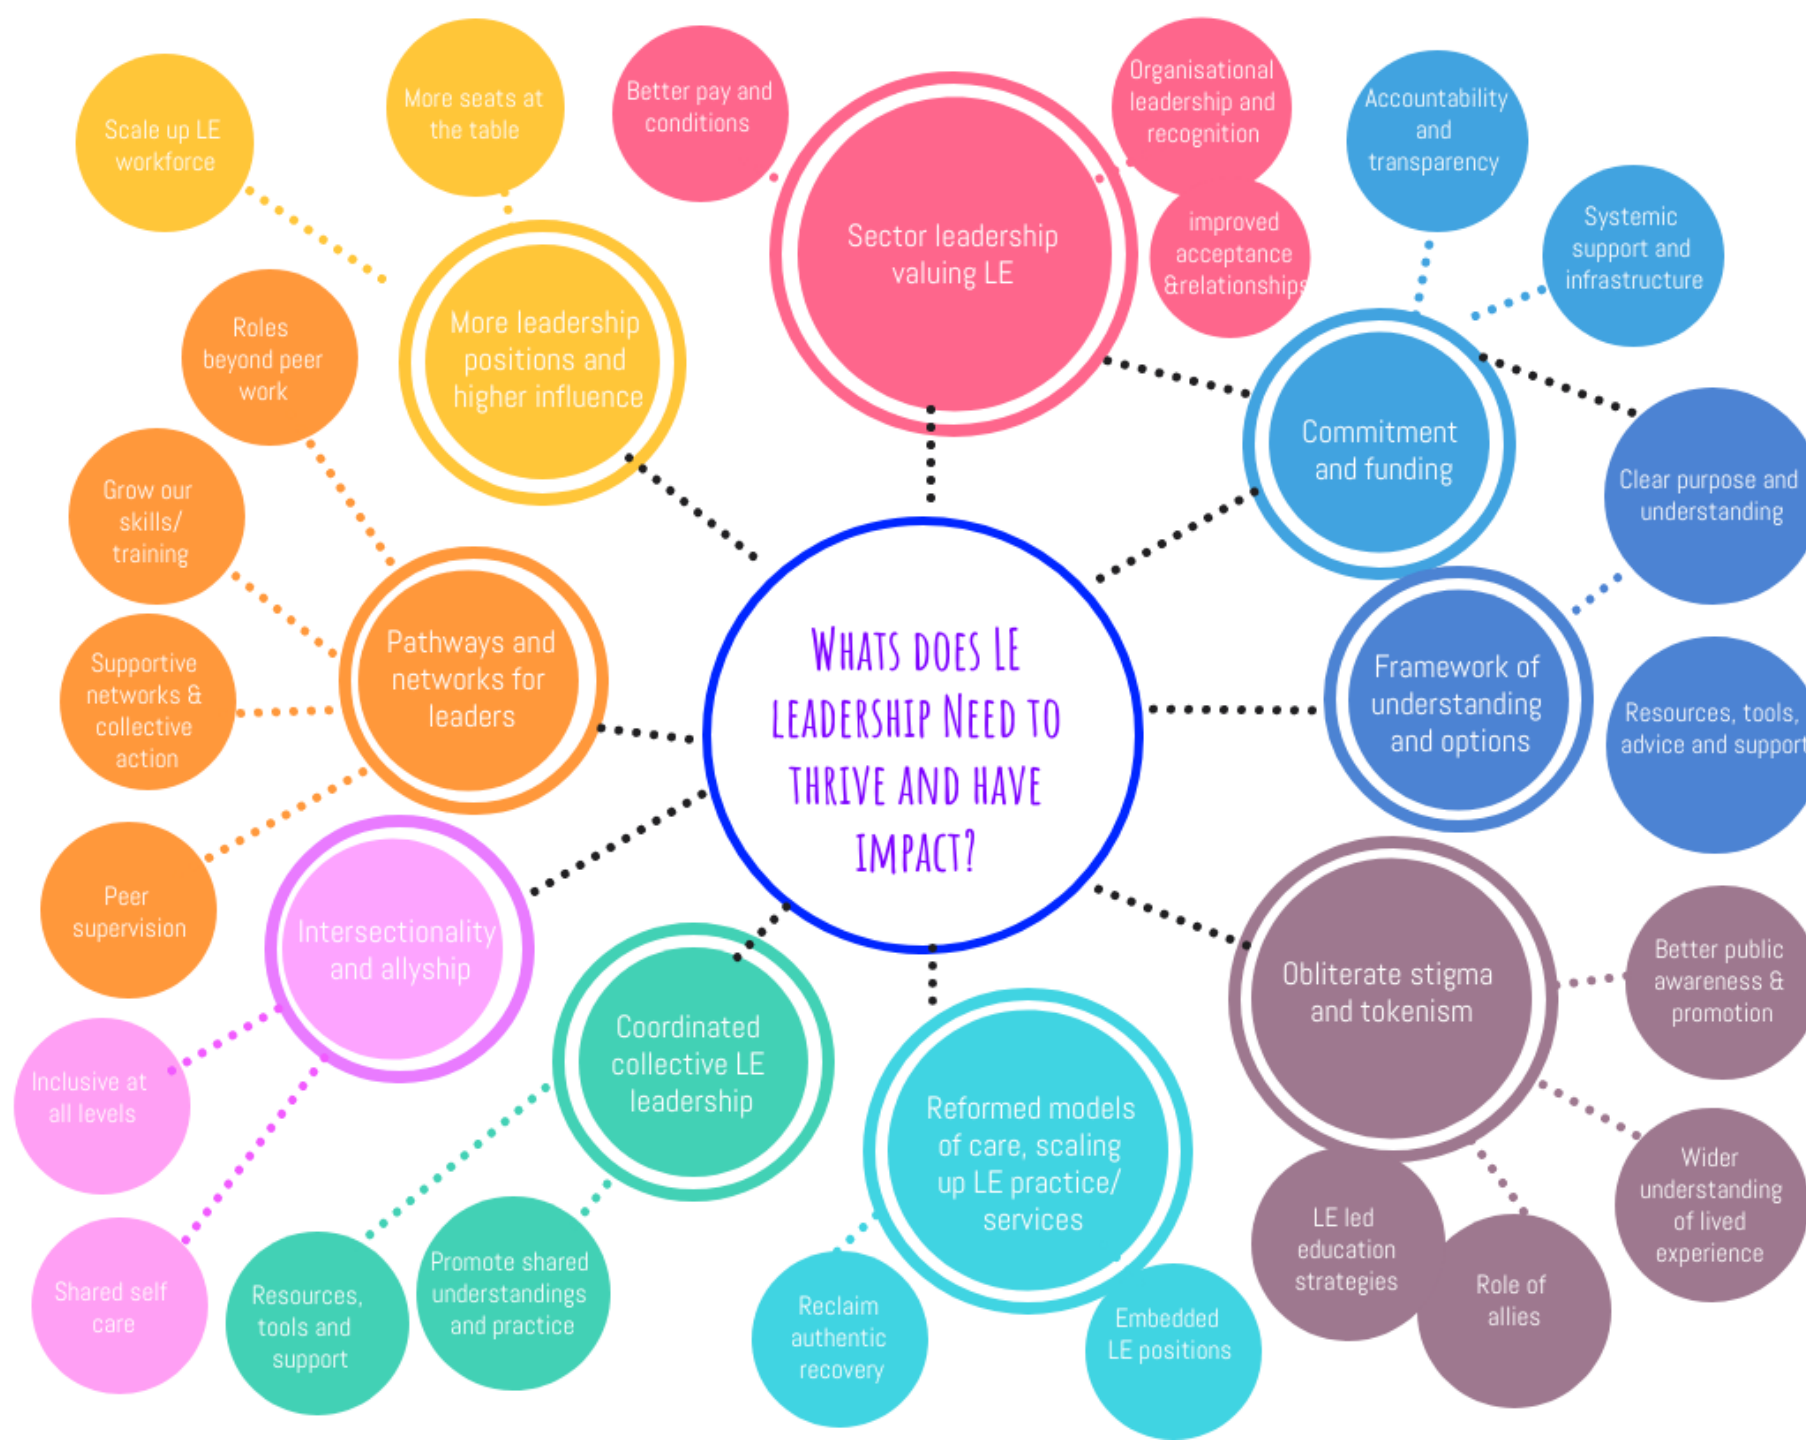 Scale up LE
workforce
More seats at
the table
Better pay and
conditions
Organisational
leadership and
recognition
improved
acceptance
&relationships
Accountability
and
transparency
Systemic
support and
infrastructure
Sector leadership
valuing LE
More leadership
positions and
higher influence
Roles
beyond peer
work
Grow our
skills/
training
Supportive
networks &
collective
action
Peer
supervision
Pathways and
networks for
leaders
Commitment
and funding
Clear purpose and
understanding
Framework of
understanding
and options
Resources, tools,
advice and support
WHATS DOES LE
LEADERSHIP NEED TO
THRIVE AND HAVE
IMPACT?
Intersectionality
and allyship
Inclusive at
all levels
Shared self
care
Coordinated
collective LE
leadership
Resources,
tools and
support
Promote shared
understandings
and practice
Reformed models
of care, scaling
up LE practice/
services
Reclaim
authentic
recovery
Embedded
LE positions
Obliterate stigma
and tokenism
Better public
awareness &
promotion
Wider
understanding
of lived
experience
LE led
education
strategies
Role of
allies